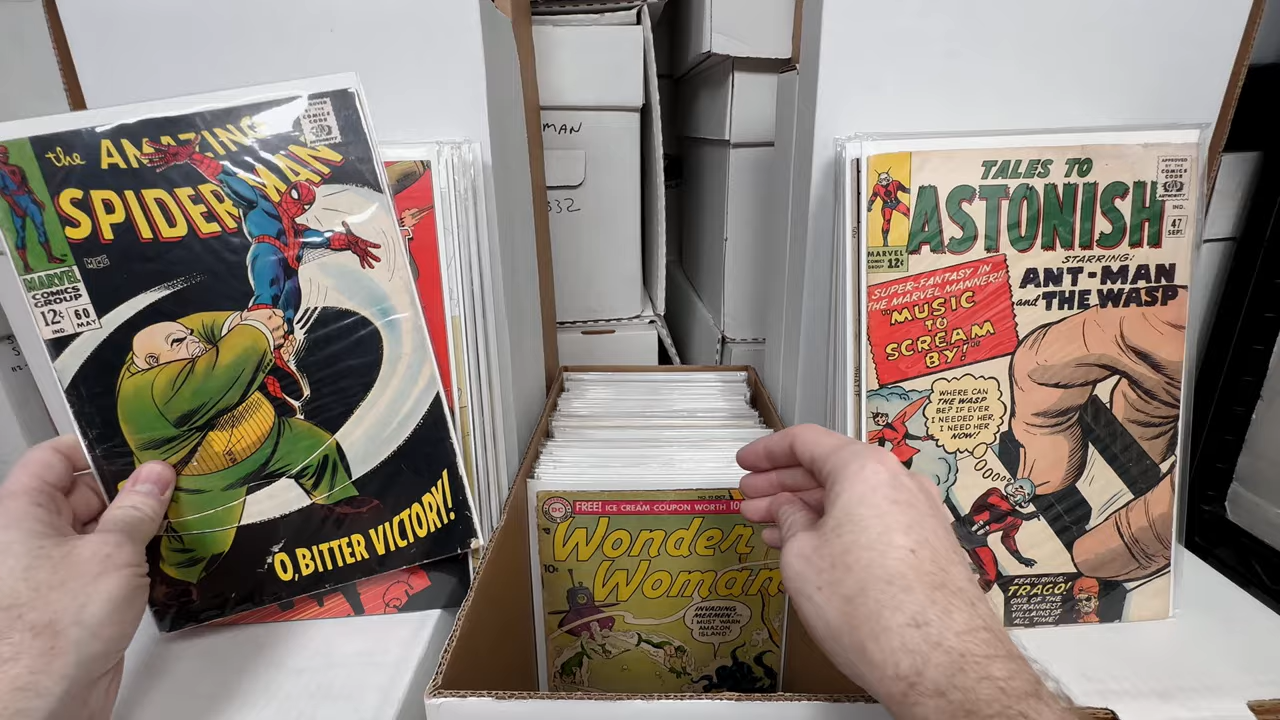 the AMAZING
SPIDER-MAN
APPROVED
BY THE
COMICS
CODE
AUTHORITY
MCG
MARVEL
COMICS
GROUP
12¢
IND.
60
MAY
"O, BITTER VICTORY!
MAN
332
DC
FREE! ICE CREAM COUPON WORTH 10
Wonder
Woman
10¢
INVADING
MERMEN!--
I MUST WARN
AMAZON
ISLAND!
MARVEL
COMICS
GROUP
12¢
TALES TO
ASTONISH
APPROVED
BY THE
COMICS
CODE
AUTHORITY
IND.
47
SEPT.
STARRING:
ANT-MAN
and THE WASP
SUPER-FANTASY IN
THE MARVEL MANNER!!
"MUSIC
TO
SCREAM
BY!"
WHERE CAN
THE WASP
BE? IF EVER
I NEEDED HER,
I NEED HER
NOW!
FEATURING:
TRAGO!
ONE OF THE
STRANGEST
VILLAINS OF
ALL TIME!